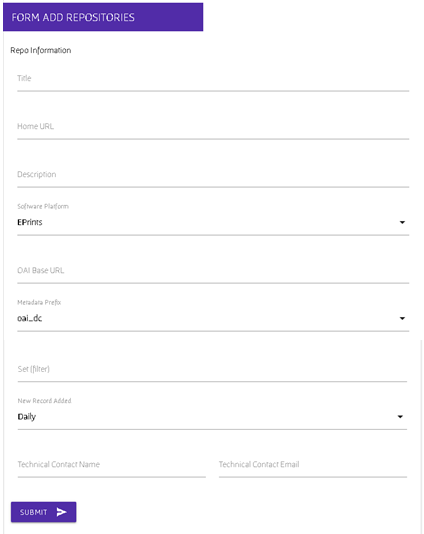 FORM ADD REPOSITORIES
Repo Information
Title
Home URL
Description
Software Platform
EPrints
OAI Base URL
Metadara Prefix
oai_dc
Set (filter)
New Record Added
Daily
Technical Contact Name Technical Contact Email
SUBMIT